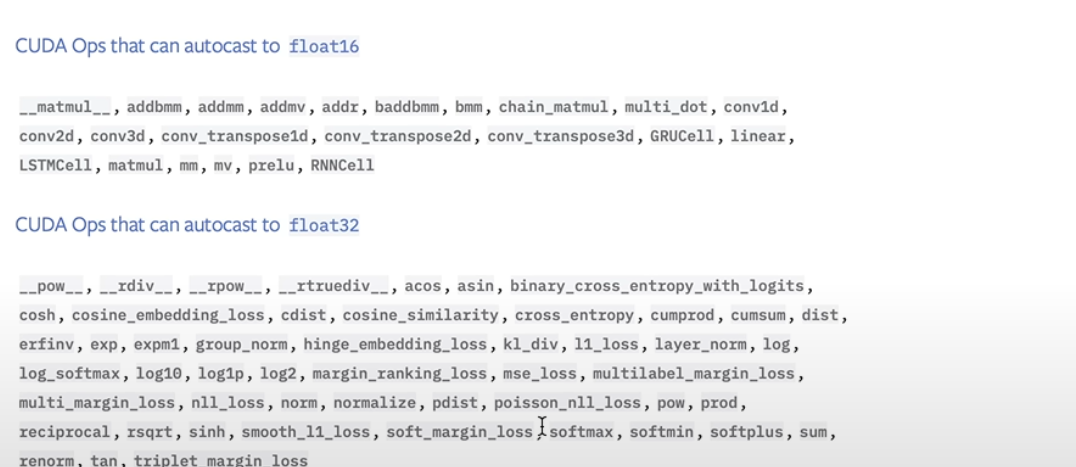 CUDA Ops that can autocast to float16
__matmul__, addbmm, addmm, addmv, addr, baddbmm, bmm, chain_matmul, multi_dot, conv1d,
conv2d, conv3d, conv_transpose1d, conv_transpose2d, conv_transpose3d, GRUCell, linear,
LSTMCell, matmul, mm, mv, prelu, RNNCell
CUDA Ops that can autocast to float32
__pow__, __rdiv__, __rpow__, __rtruediv__, acos, asin, binary_cross_entropy_with_logits,
cosh, cosine_embedding_loss, cdist, cosine_similarity, cross_entropy, cumprod, cumsum, dist,
erfinv, exp, expm1, group_norm, hinge_embedding_loss, kl_div, l1_loss, layer_norm, log,
log_softmax, log10, log1p, log2, margin_ranking_loss, mse_loss, multilabel_margin_loss,
multi_margin_loss, nll_loss, norm, normalize, pdist, poisson_nll_loss, pow, prod,
reciprocal, rsqrt, sinh, smooth_l1_loss, soft_margin_loss, softmax, softmin, softplus, sum,
renorm, tan, triplet_margin_loss